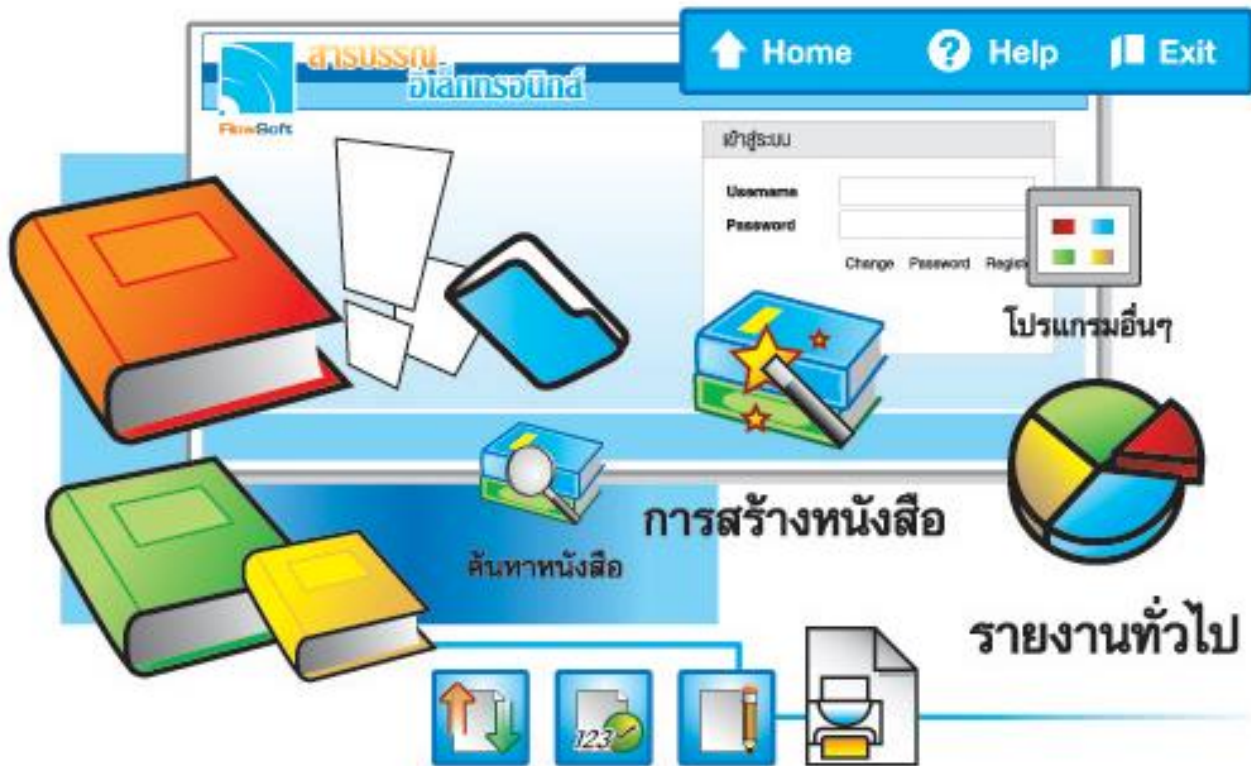 Home Help Exit
สารบรรณ
อิเล็กทรอนิกส์
FlowSoft
เข้าสู่ระบบ
Username
Password
Change Password Registe
โปรแกรมอื่นๆ
การสร้างหนังสือ
ค้นหาหนังสือ
รายงานทั่วไป
123